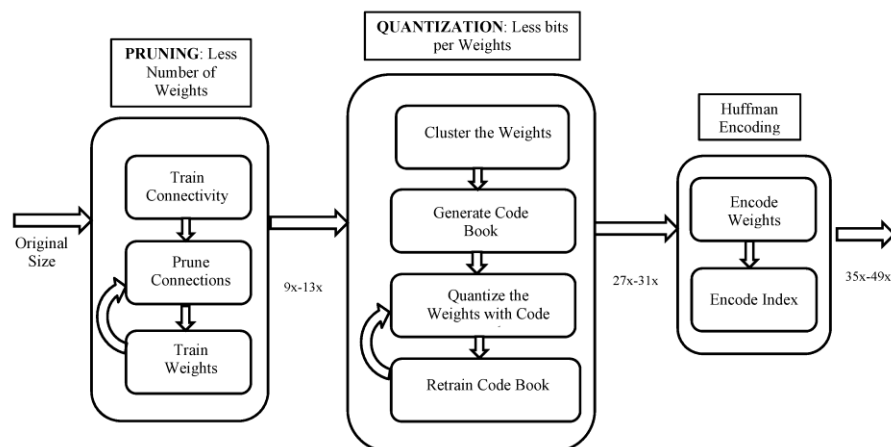 PRUNING: Less
Number of
Weights
Train
Connectivity
Prune
Connections
Train
Weights
Original
Size
9x-13x
QUANTIZATION: Less bits
per Weights
Cluster the Weights
Generate Code
Book
Quantize the
Weights with Code
Retrain Code Book
27x-31x
Huffman
Encoding
Encode
Weights
Encode Index
35x-49x